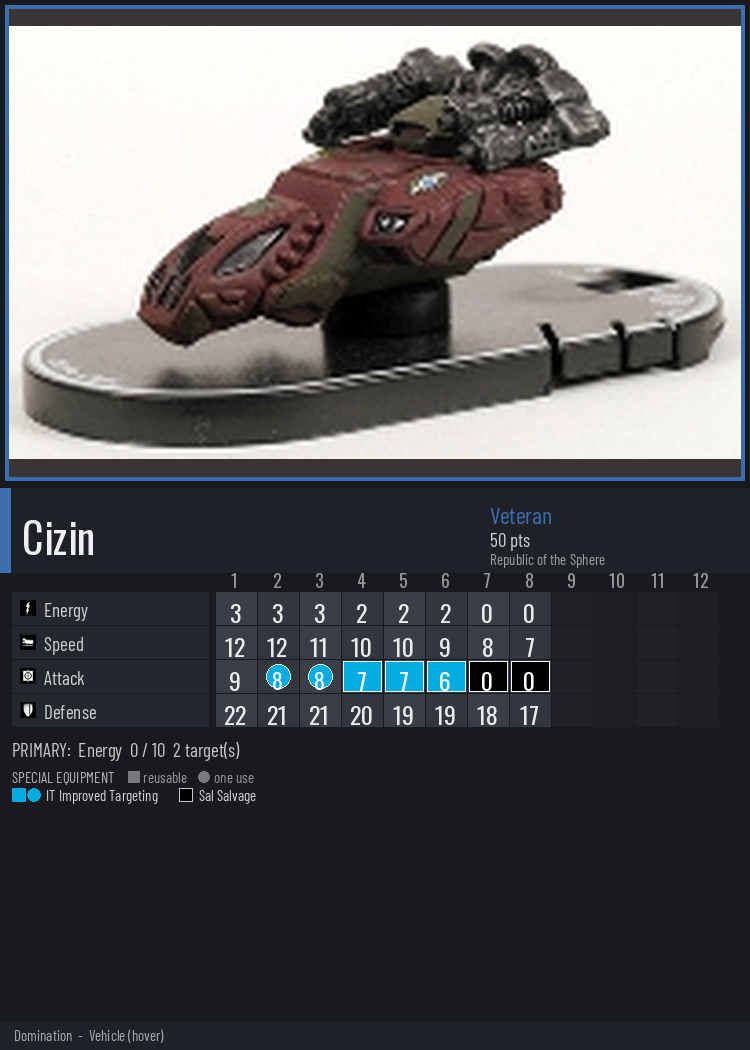 Cizin
Veteran
50 pts
Republic of the Sphere
1 2 3 4 5 6 7 8 9 10 11 12
Energy 3 3 3 2 2 2 0 0
Speed 12 12 11 10 10 9 8 7
Attack 9 8 8 7 7 6 0 0
Defense 22 21 21 20 19 19 18 17
PRIMARY: Energy 0 / 10 2 target(s)
SPECIAL EQUIPMENT reusable one use
IT Improved Targeting Sal Salvage
Domination - Vehicle (hover)